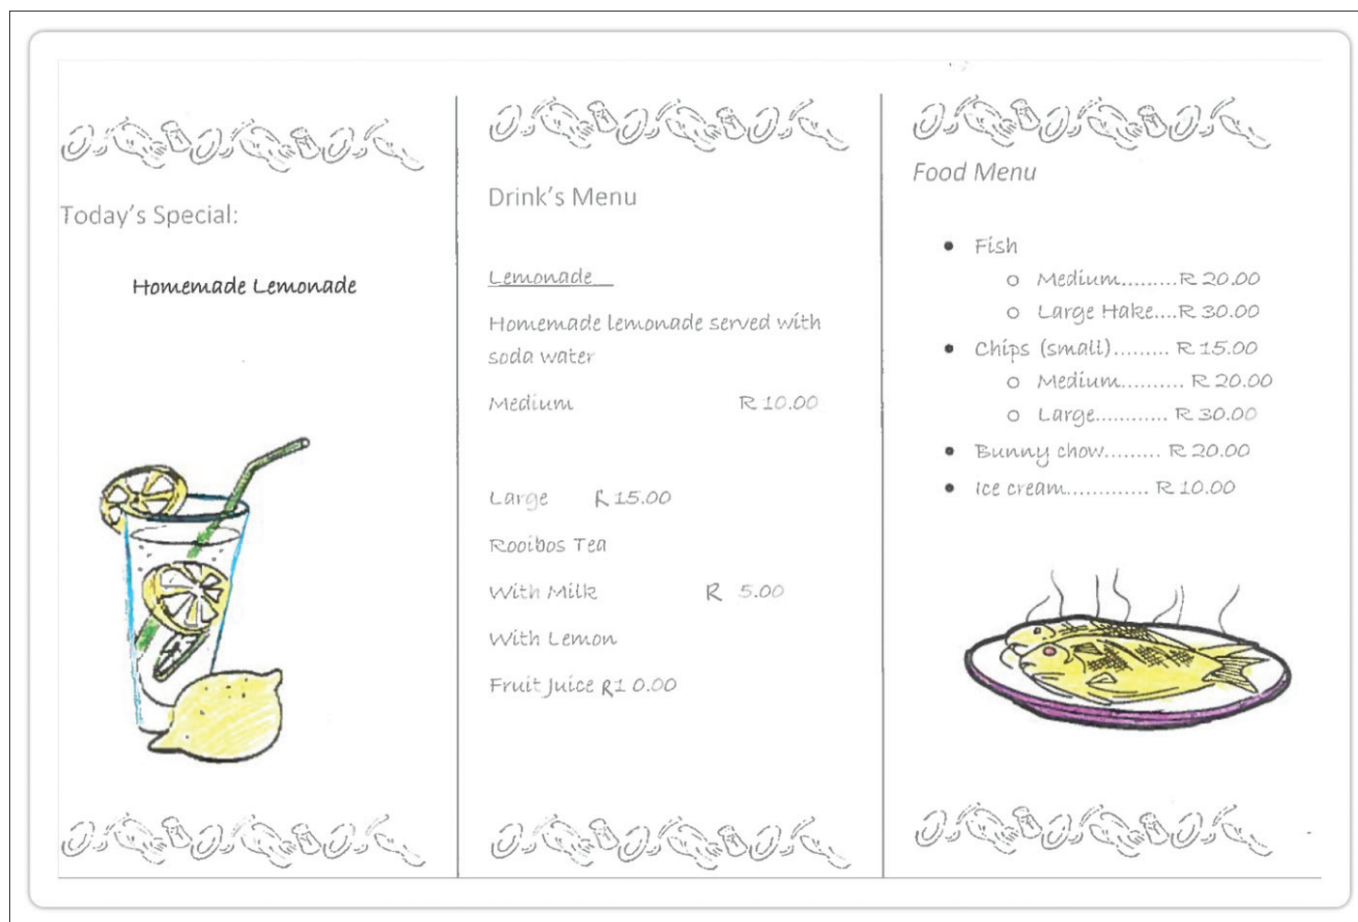 Today's Special:
Homemade Lemonade
Drink's Menu
Lemonade
Homemade lemonade served with
soda water
Medium R 10.00
Large R 15.00
Rooibos Tea
With Milk R 5.00
With Lemon
Fruit Juice R1 0.00
Food Menu
• Fish
o Medium.........R 20.00
o Large Hake....R 30.00
• Chips (small)......... R 15.00
o Medium.......... R 20.00
o Large............ R 30.00
• Bunny chow......... R 20.00
• Ice cream............. R 10.00